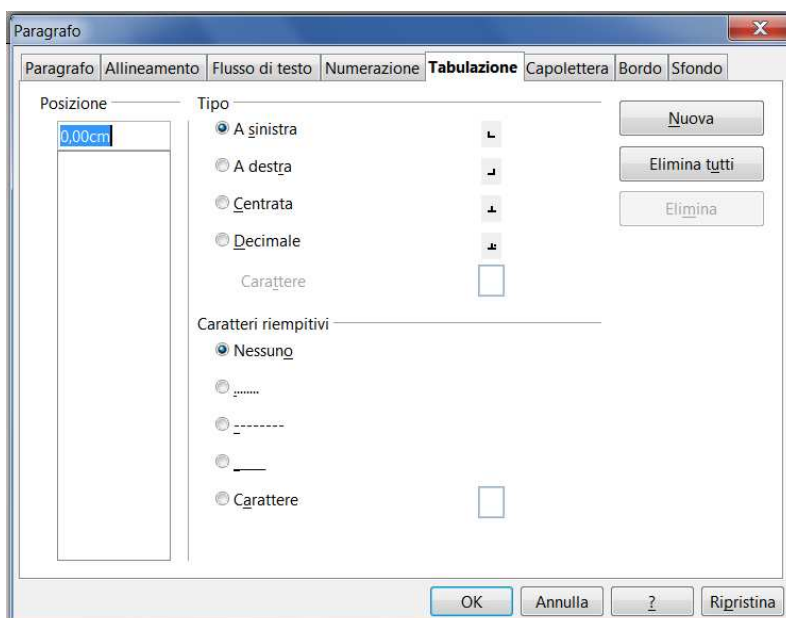 Paragrafo
Paragrafo Allineamento Flusso di testo Numerazione Tabulazione Capolettera Bordo Sfondo
Posizione
0,00cm
Tipo
A sinistra
A destra
Centrata
Decimale
Carattere
Caratteri riempitivi
Nessuno
........
--------
____
Carattere
Nuova
Elimina tutti
Elimina
OK Annulla ? Ripristina